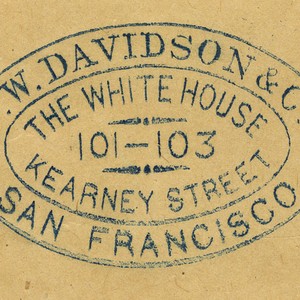 W. DAVIDSON & C
THE WHITE HOUSE
101–103
KEARNEY STREET
SAN FRANCISCO